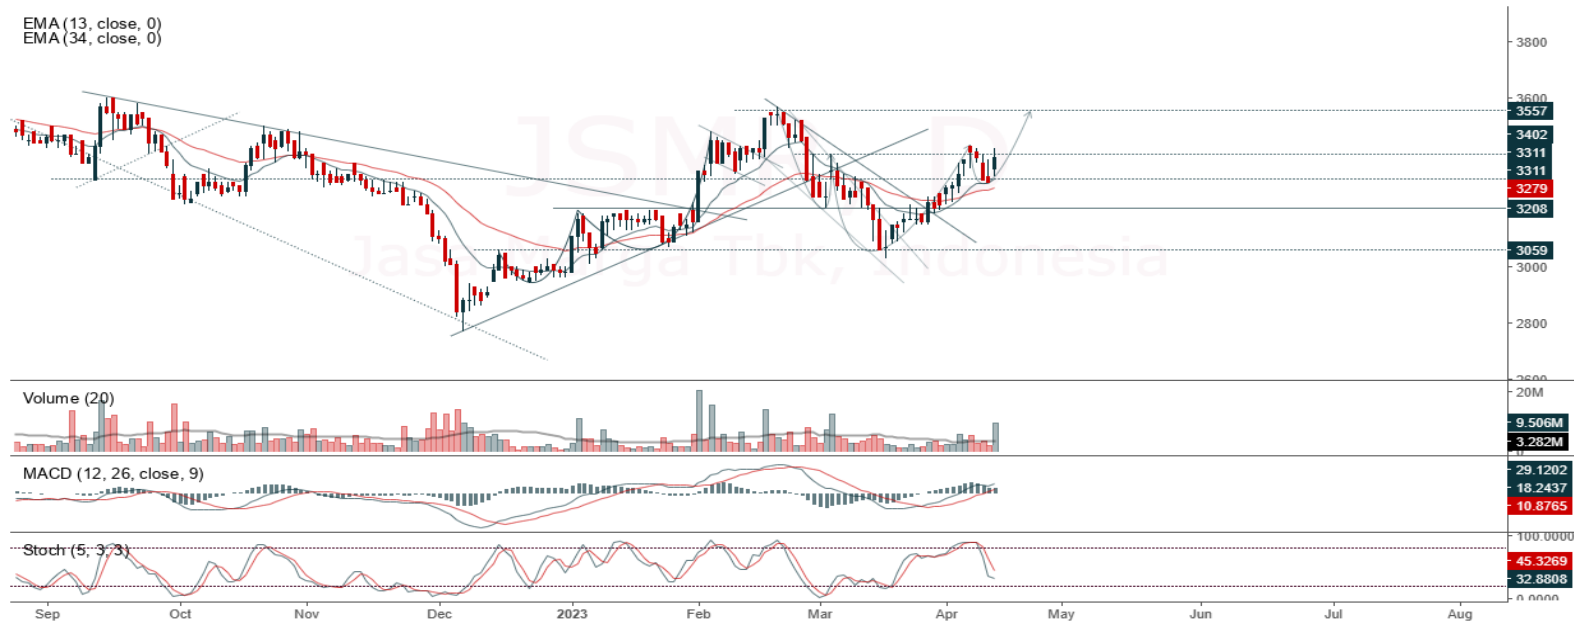 EMA (13, close, 0)
EMA (34, close, 0)
3800
3600
3557
3402
3311
3311
3279
3208
3059
3000
2800
2600
JSMR, D
Jasa Marga Tbk, Indonesia
Volume (20)
20M
9.506M
3.282M
0
MACD (12, 26, close, 9)
29.1202
18.2437
10.8765
Stoch (5, 3, 3)
100.0000
45.3269
32.8808
0.0000
Sep Oct Nov Dec 2023 Feb Mar Apr May Jun Jul Aug